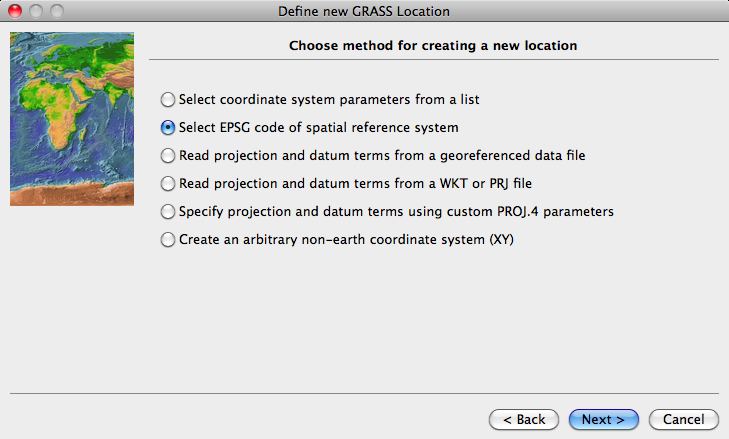 Define new GRASS Location
Choose method for creating a new location
Select coordinate system parameters from a list
Select EPSG code of spatial reference system
Read projection and datum terms from a georeferenced data file
Read projection and datum terms from a WKT or PRJ file
Specify projection and datum terms using custom PROJ.4 parameters
Create an arbitrary non-earth coordinate system (XY)
< Back Next > Cancel